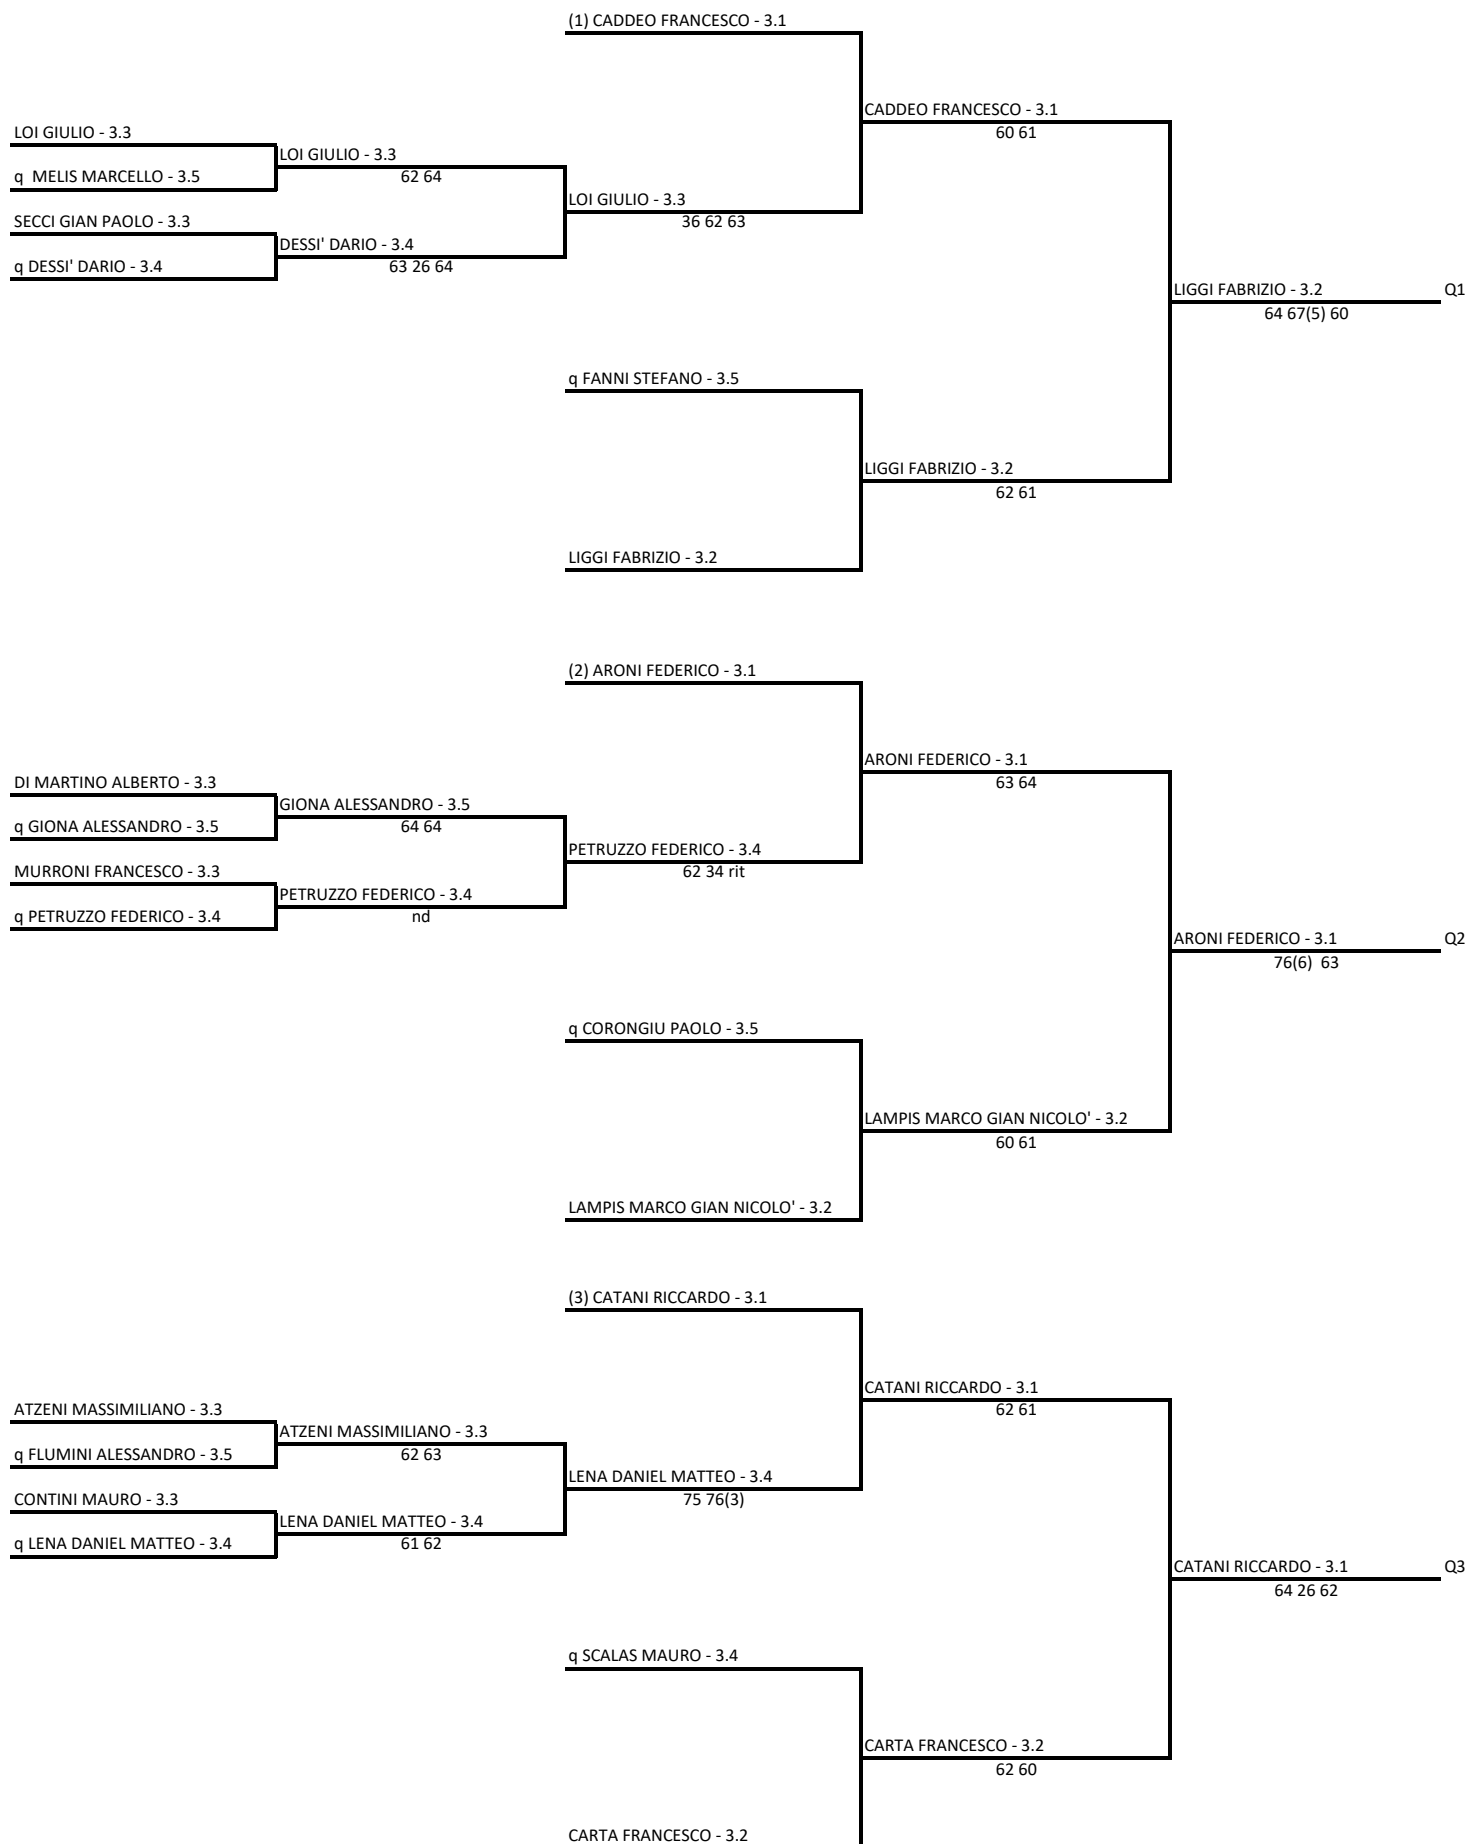 (1) CADDEO FRANCESCO - 3.1
CADDEO FRANCESCO - 3.1
60 61
LOI GIULIO - 3.3
LOI GIULIO - 3.3
62 64
q  MELIS MARCELLO - 3.5
LOI GIULIO - 3.3
36 62 63
SECCI GIAN PAOLO - 3.3
DESSI' DARIO - 3.4
63 26 64
q DESSI' DARIO - 3.4
LIGGI FABRIZIO - 3.2 Q1
64 67(5) 60
q FANNI STEFANO - 3.5
LIGGI FABRIZIO - 3.2
62 61
LIGGI FABRIZIO - 3.2
(2) ARONI FEDERICO - 3.1
ARONI FEDERICO - 3.1
63 64
DI MARTINO ALBERTO - 3.3
GIONA ALESSANDRO - 3.5
64 64
q GIONA ALESSANDRO - 3.5
PETRUZZO FEDERICO - 3.4
62 34 rit
MURRONI FRANCESCO - 3.3
PETRUZZO FEDERICO - 3.4
nd
q PETRUZZO FEDERICO - 3.4
ARONI FEDERICO - 3.1 Q2
76(6)  63
q CORONGIU PAOLO - 3.5
LAMPIS MARCO GIAN NICOLO' - 3.2
60 61
LAMPIS MARCO GIAN NICOLO' - 3.2
(3) CATANI RICCARDO - 3.1
CATANI RICCARDO - 3.1
62 61
ATZENI MASSIMILIANO - 3.3
ATZENI MASSIMILIANO - 3.3
62 63
q FLUMINI ALESSANDRO - 3.5
LENA DANIEL MATTEO - 3.4
75 76(3)
CONTINI MAURO - 3.3
LENA DANIEL MATTEO - 3.4
61 62
q LENA DANIEL MATTEO - 3.4
CATANI RICCARDO - 3.1 Q3
64 26 62
q SCALAS MAURO - 3.4
CARTA FRANCESCO - 3.2
62 60
CARTA FRANCESCO - 3.2